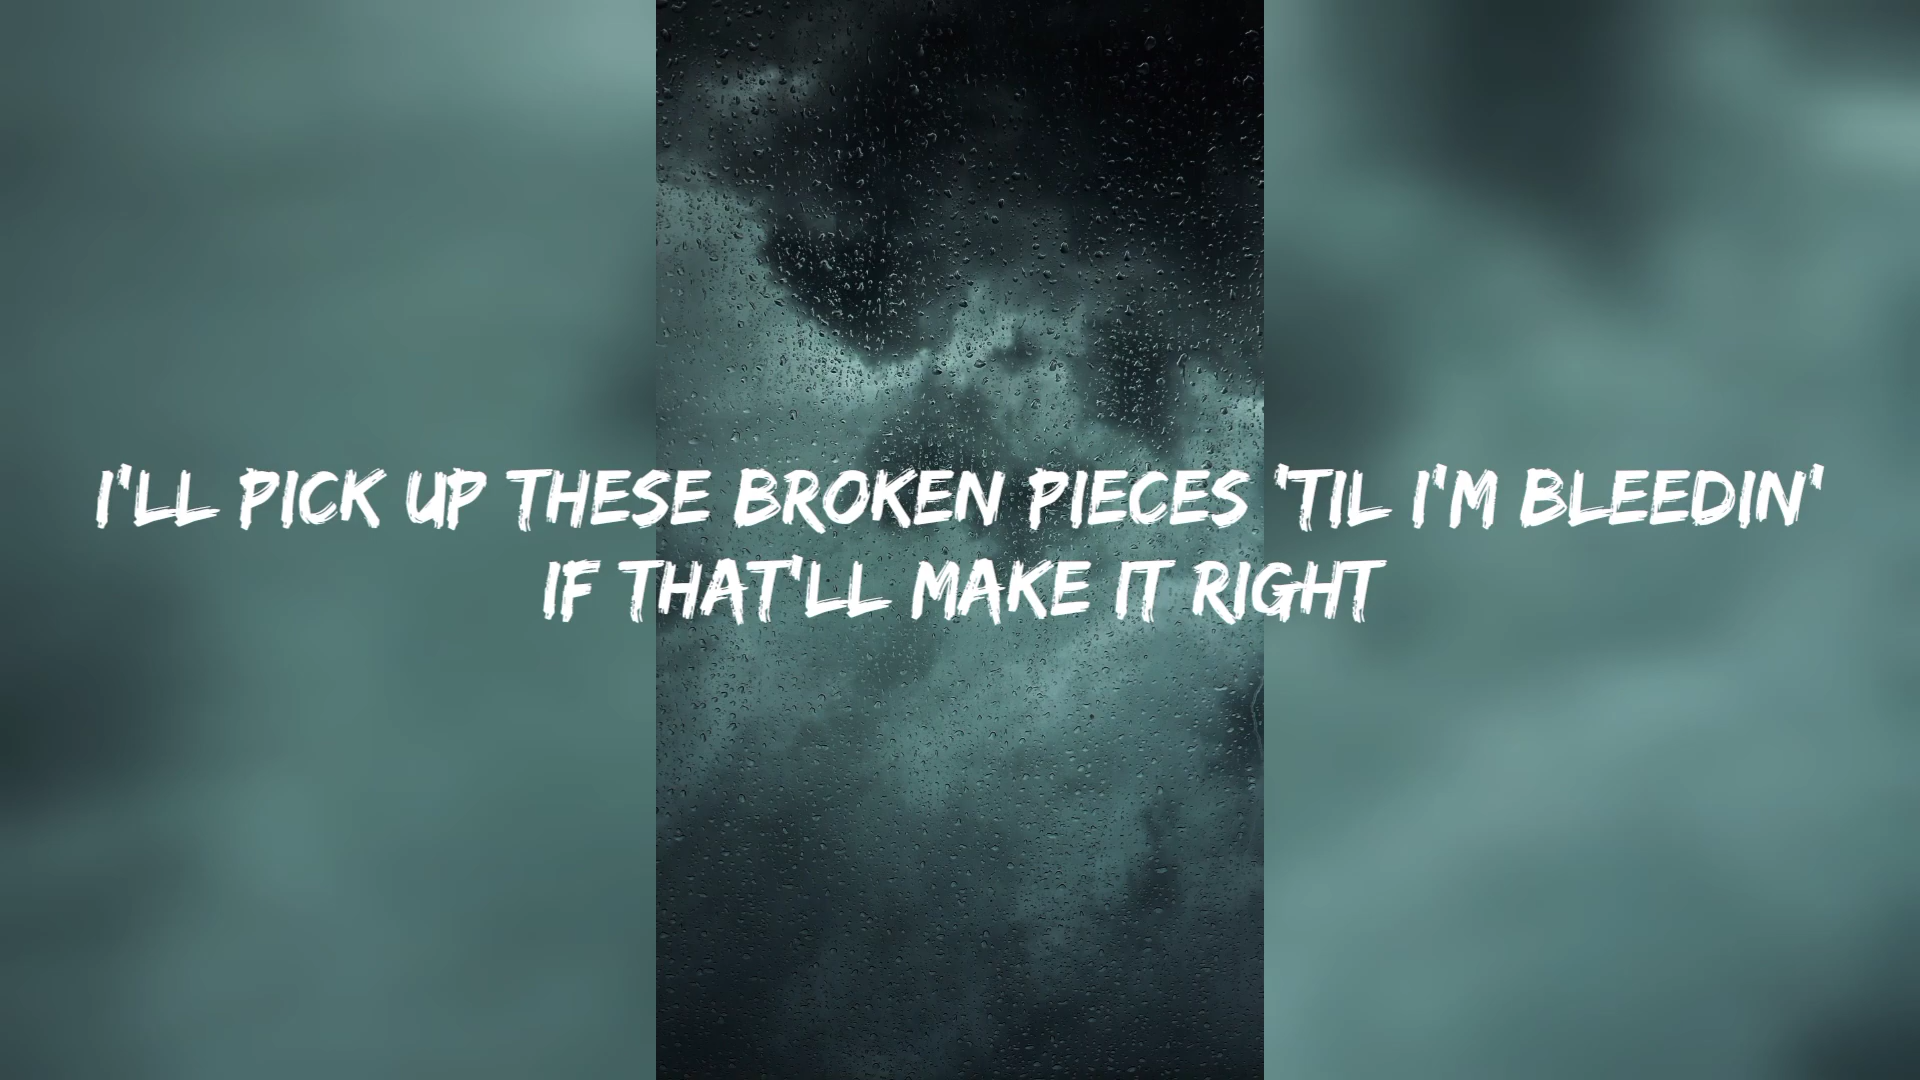 I'LL PICK UP THESE BROKEN PIECES 'TIL I'M BLEEDIN'
IF THAT'LL MAKE IT RIGHT